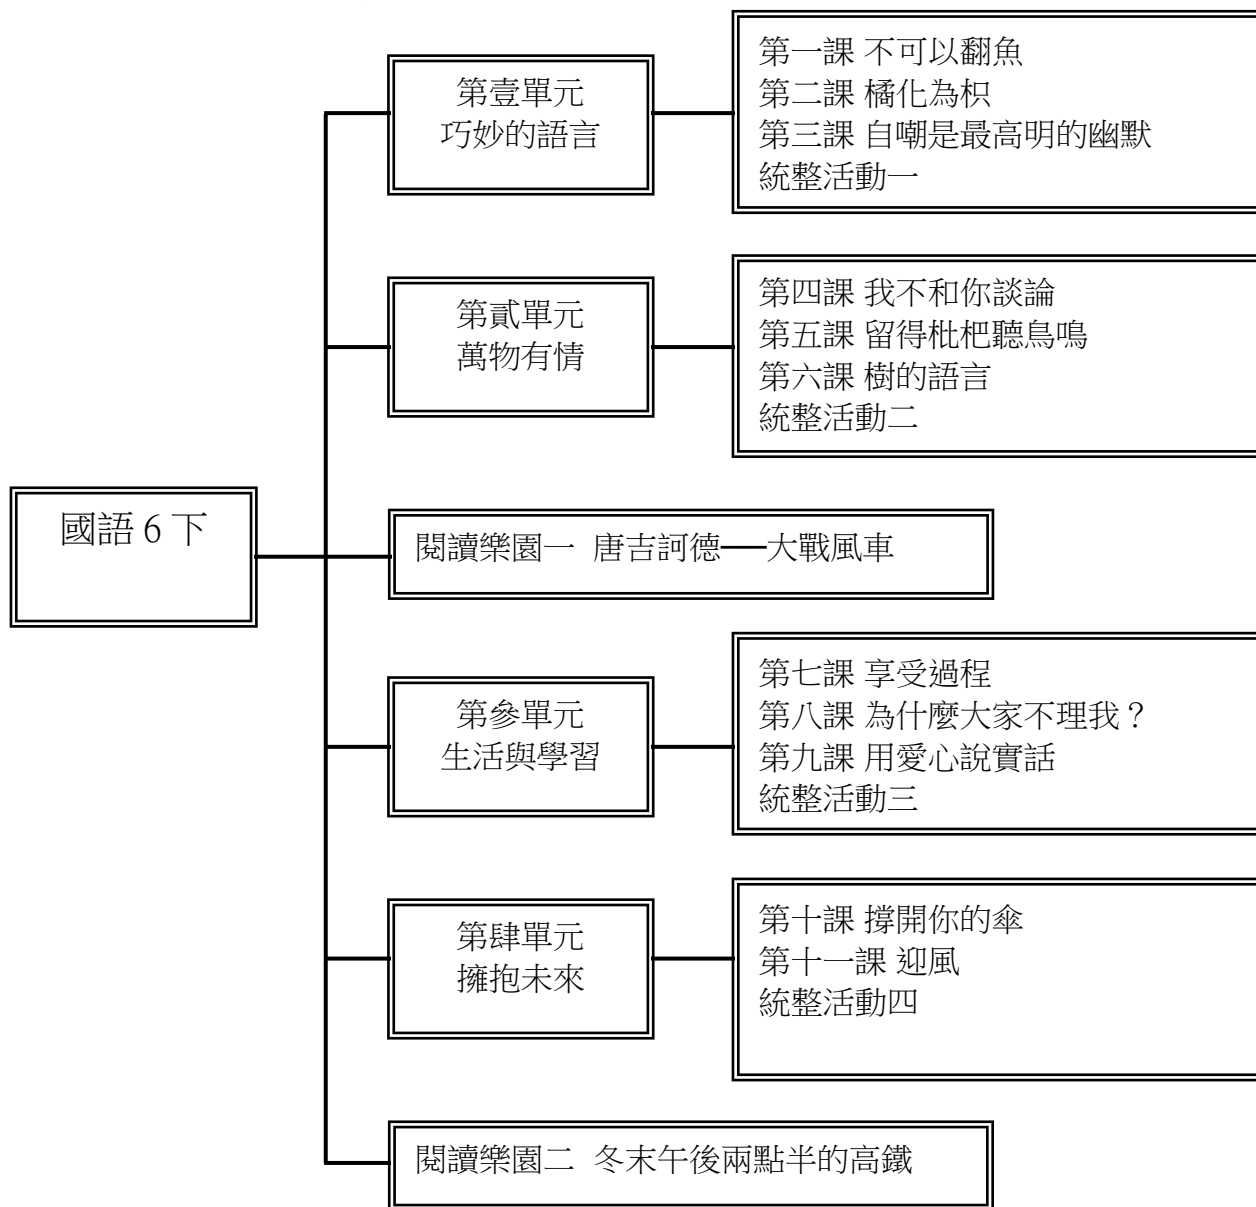 國語 6 下
第壹單元
巧妙的語言
第一課 不可以翻魚
第二課 橘化為枳
第三課 自嘲是最高明的幽默
統整活動一
第貳單元
萬物有情
第四課 我不和你談論
第五課 留得枇杷聽鳥鳴
第六課 樹的語言
統整活動二
閱讀樂園一 唐吉訶德──大戰風車
第參單元
生活與學習
第七課 享受過程
第八課 為什麼大家不理我？
第九課 用愛心說實話
統整活動三
第肆單元
擁抱未來
第十課 撐開你的傘
第十一課 迎風
統整活動四
閱讀樂園二 冬末午後兩點半的高鐵